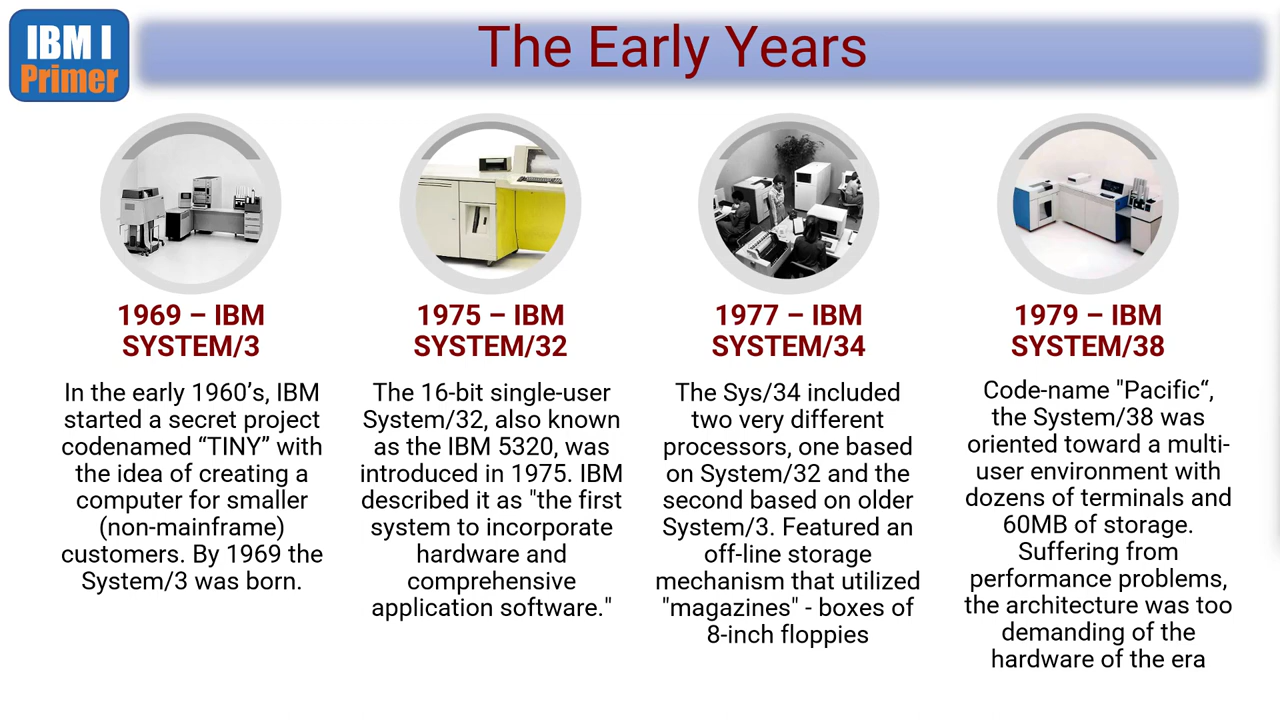 IBM I
Primer
The Early Years
1969 – IBM
SYSTEM/3
In the early 1960’s, IBM
started a secret project
codenamed “TINY” with
the idea of creating a
computer for smaller
(non-mainframe)
customers. By 1969 the
System/3 was born.
1975 – IBM
SYSTEM/32
The 16-bit single-user
System/32, also known
as the IBM 5320, was
introduced in 1975. IBM
described it as "the first
system to incorporate
hardware and
comprehensive
application software."
1977 – IBM
SYSTEM/34
The Sys/34 included
two very different
processors, one based
on System/32 and the
second based on older
System/3. Featured an
off-line storage
mechanism that utilized
"magazines" - boxes of
8-inch floppies
1979 – IBM
SYSTEM/38
Code-name "Pacific“,
the System/38 was
oriented toward a multi-
user environment with
dozens of terminals and
60MB of storage.
Suffering from
performance problems,
the architecture was too
demanding of the
hardware of the era